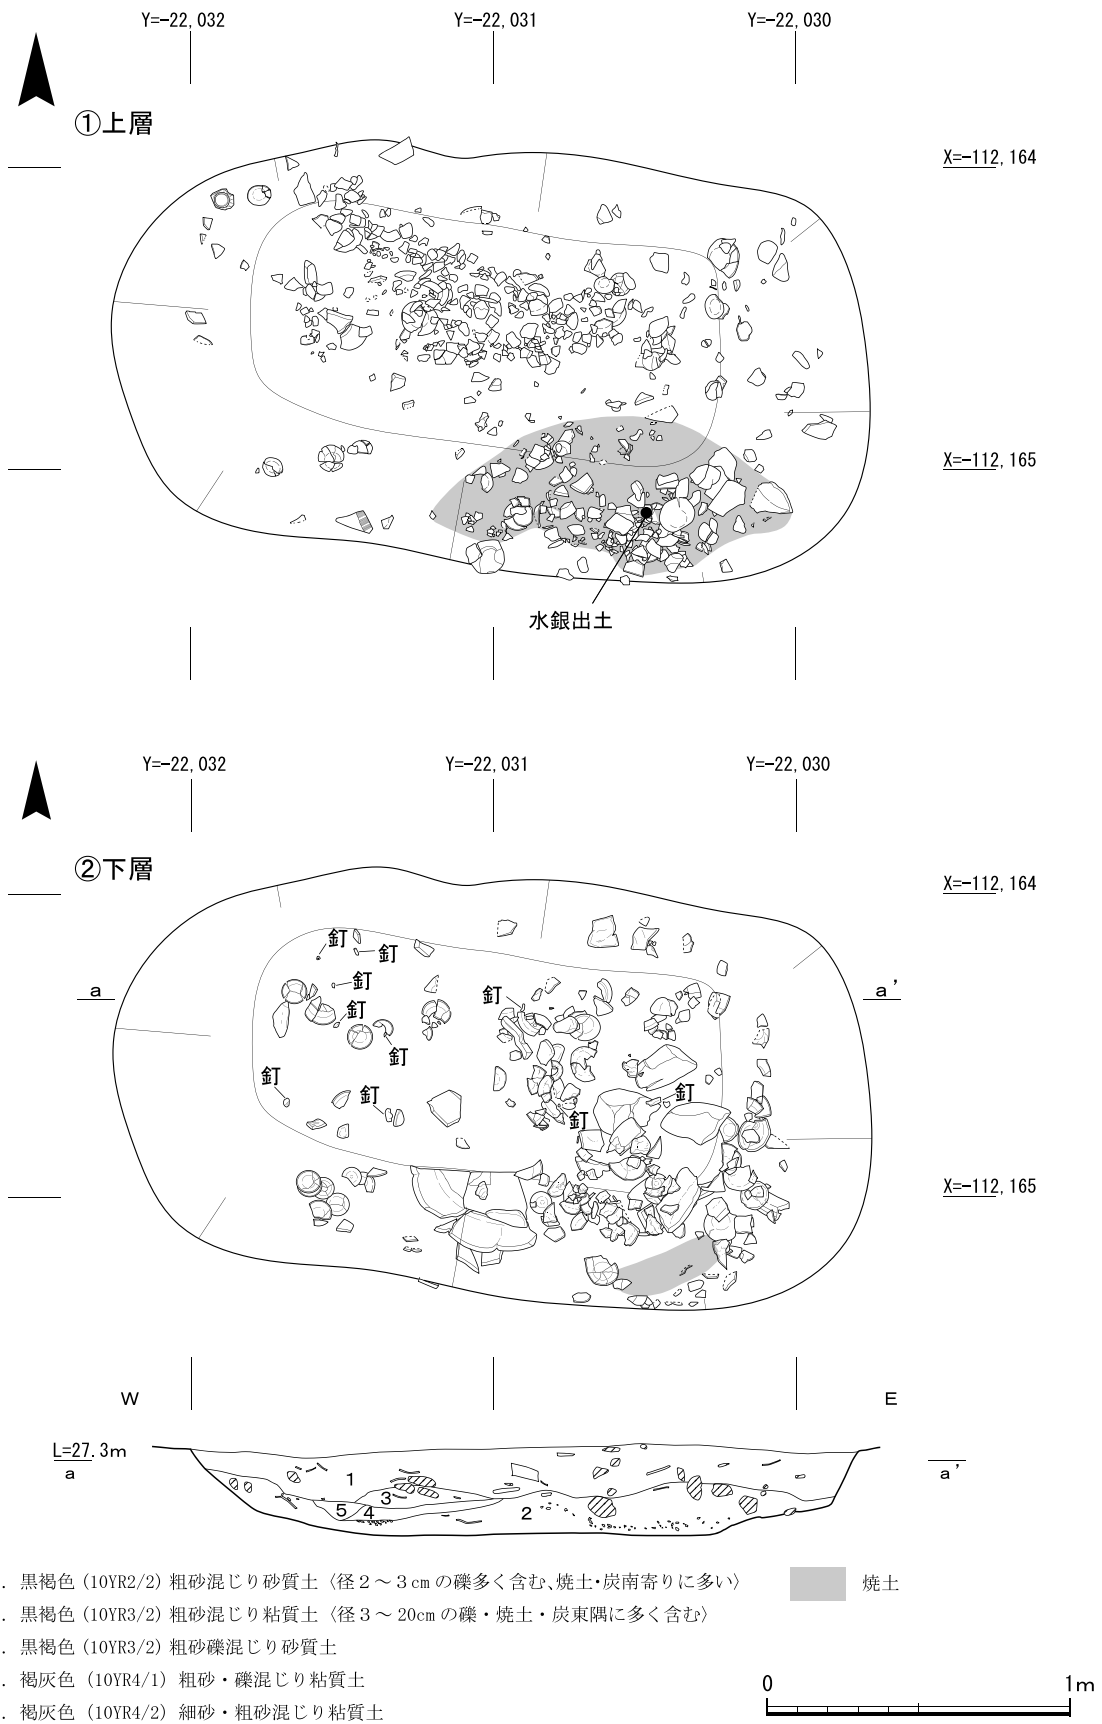 Y=-22,032 Y=-22,031 Y=-22,030
①上層
X=-112,164
X=-112,165
水銀出土
Y=-22,032 Y=-22,031 Y=-22,030
②下層
X=-112,164
釘
釘
a a'
釘
釘
釘
釘
釘
釘
釘
釘
X=-112,165
W E
L=27.3m
a a'
1
3
5 4 2
. 黒褐色 (10YR2/2) 粗砂混じり砂質土〈径2〜3cmの礫多く含む、焼土・炭南寄りに多い〉 焼土
. 黒褐色 (10YR3/2) 粗砂混じり粘質土〈径3〜20cmの礫・焼土・炭東隅に多く含む〉
. 黒褐色 (10YR3/2) 粗砂礫混じり砂質土
. 褐灰色 (10YR4/1) 粗砂・礫混じり粘質土
. 褐灰色 (10YR4/2) 細砂・粗砂混じり粘質土
0 1m